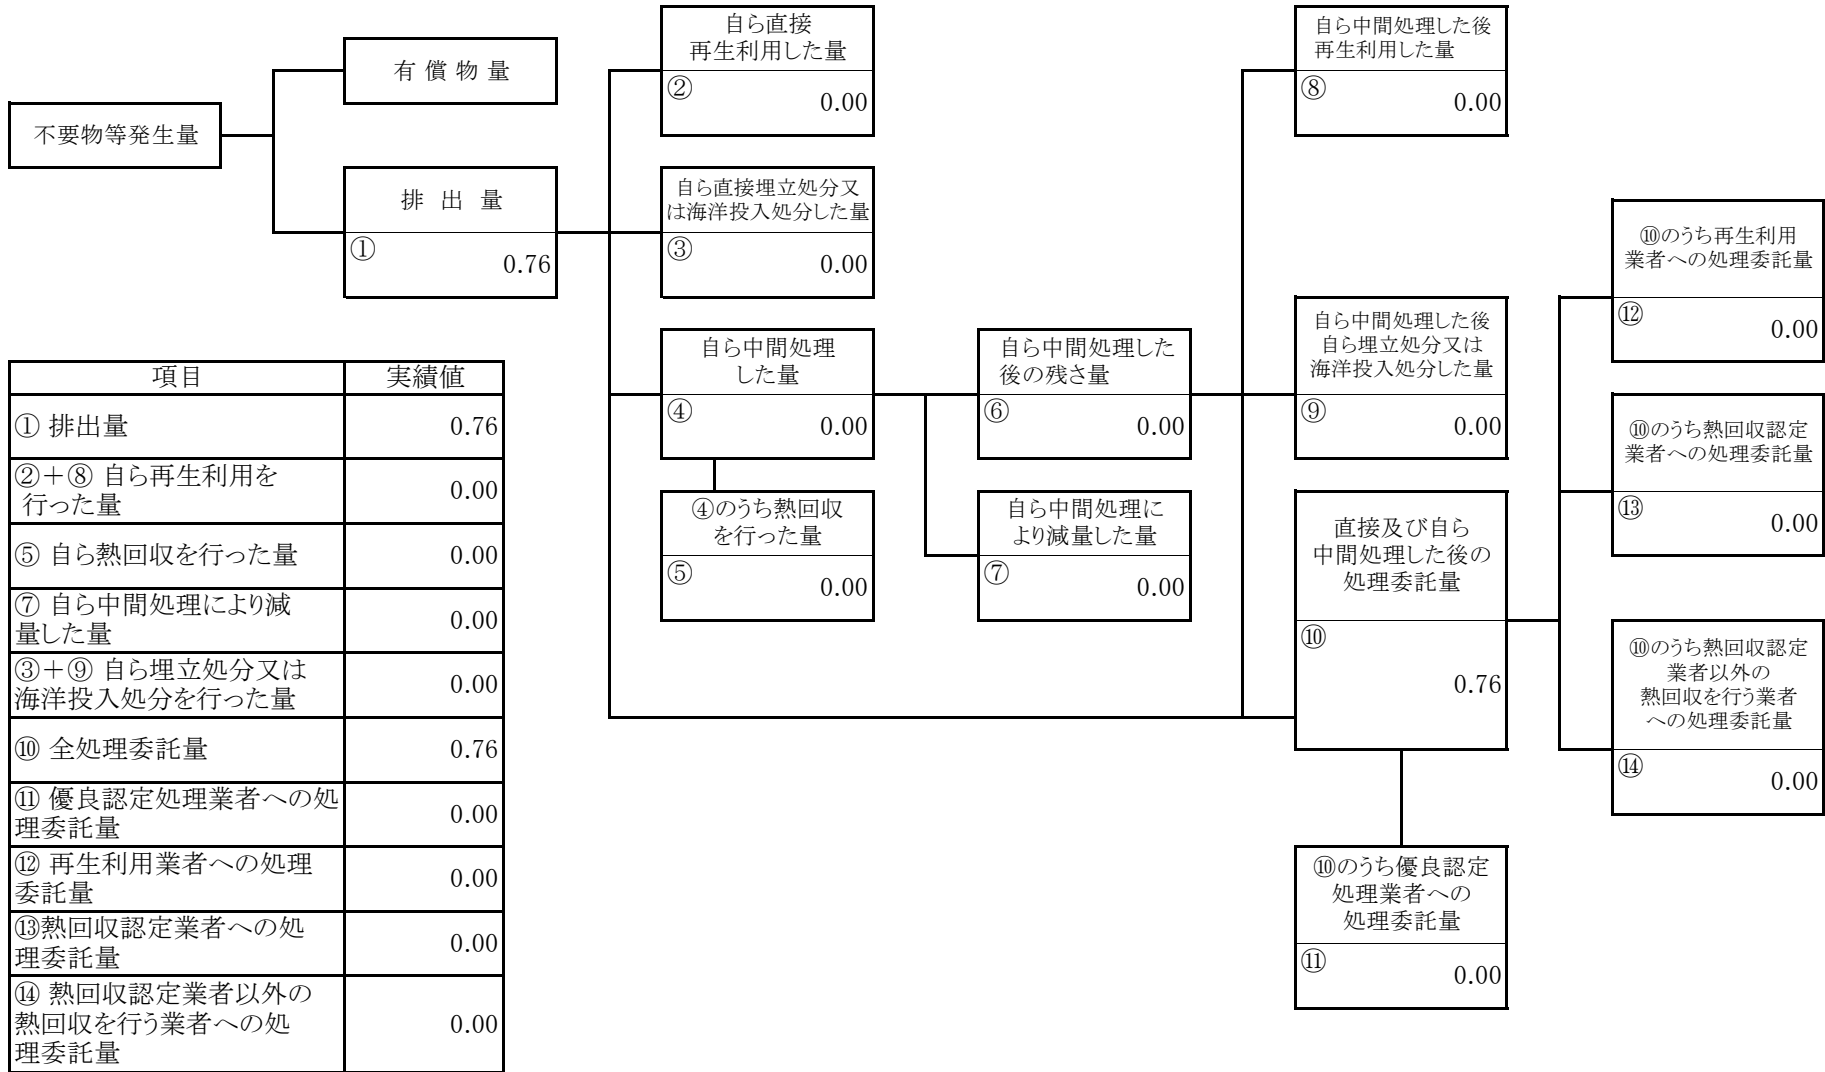 不要物等発生量
有 償 物 量
排 出 量
①
0.76
自ら直接
再生利用した量
②
0.00
自ら直接埋立処分又
は海洋投入処分した量
③
0.00
自ら中間処理
した量
④
0.00
④のうち熱回収
を行った量
⑤
0.00
自ら中間処理した
後の残さ量
⑥
0.00
自ら中間処理に
より減量した量
⑦
0.00
自ら中間処理した後
再生利用した量
⑧
0.00
自ら中間処理した後
自ら埋立処分又は
海洋投入処分した量
⑨
0.00
直接及び自ら
中間処理した後の
処理委託量
⑩
0.76
⑩のうち優良認定
処理業者への
処理委託量
⑪
0.00
⑩のうち再生利用
業者への処理委託量
⑫
0.00
⑩のうち熱回収認定
業者への処理委託量
⑬
0.00
⑩のうち熱回収認定
業者以外の
熱回収を行う業者
への処理委託量
⑭
0.00
項目 実績値
① 排出量 0.76
②＋⑧ 自ら再生利用を
行った量 0.00
⑤ 自ら熱回収を行った量 0.00
⑦ 自ら中間処理により減
量した量 0.00
③＋⑨ 自ら埋立処分又は
海洋投入処分を行った量 0.00
⑩ 全処理委託量 0.76
⑪ 優良認定処理業者への処
理委託量 0.00
⑫ 再生利用業者への処理
委託量 0.00
⑬熱回収認定業者への処
理委託量 0.00
⑭ 熱回収認定業者以外の
熱回収を行う業者への処
理委託量 0.00